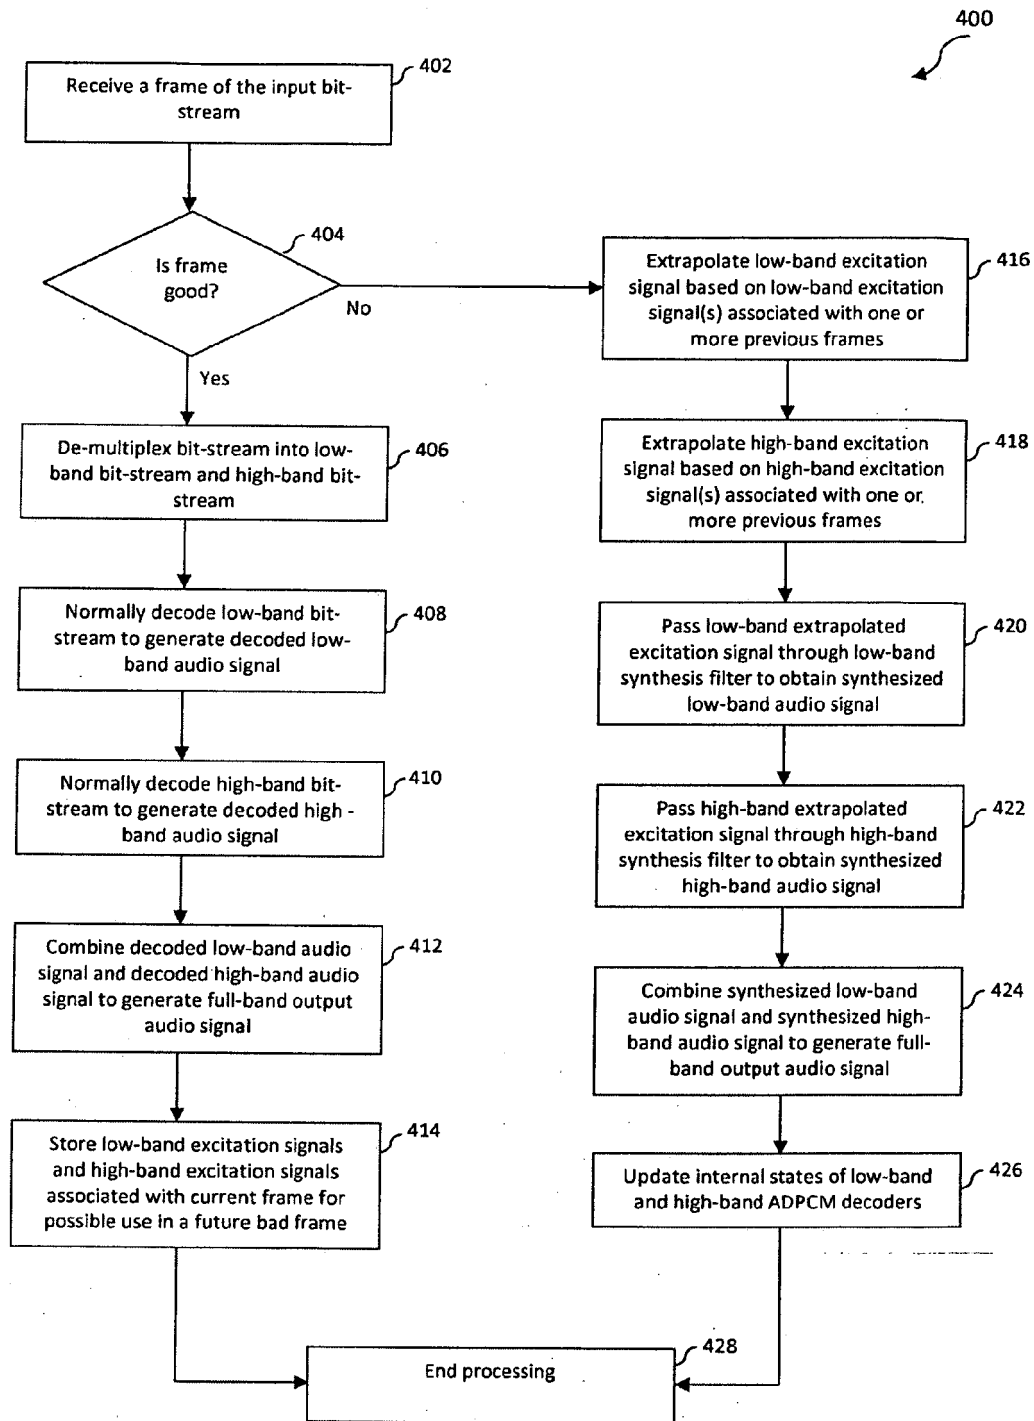 400
402
Receive a frame of the input bit-
stream
404
Is frame
good?
No
Yes
406
De-multiplex bit-stream into low-
band bit-stream and high-band bit-
stream
408
Normally decode low-band bit-
stream to generate decoded low-
band audio signal
410
Normally decode high-band bit-
stream to generate decoded high -
band audio signal
412
Combine decoded low-band audio
signal and decoded high-band audio
signal to generate full-band output
audio signal
414
Store low-band excitation signals
and high-band excitation signals
associated with current frame for
possible use in a future bad frame
416
Extrapolate low-band excitation
signal based on low-band excitation
signal(s) associated with one or
more previous frames
418
Extrapolate high-band excitation
signal based on high-band excitation
signal(s) associated with one or
more previous frames
420
Pass low-band extrapolated
excitation signal through low-band
synthesis filter to obtain synthesized
low-band audio signal
422
Pass high-band extrapolated
excitation signal through high-band
synthesis filter to obtain synthesized
high-band audio signal
424
Combine synthesized low-band
audio signal and synthesized high-
band audio signal to generate full-
band output audio signal
426
Update internal states of low-band
and high-band ADPCM decoders
428
End processing